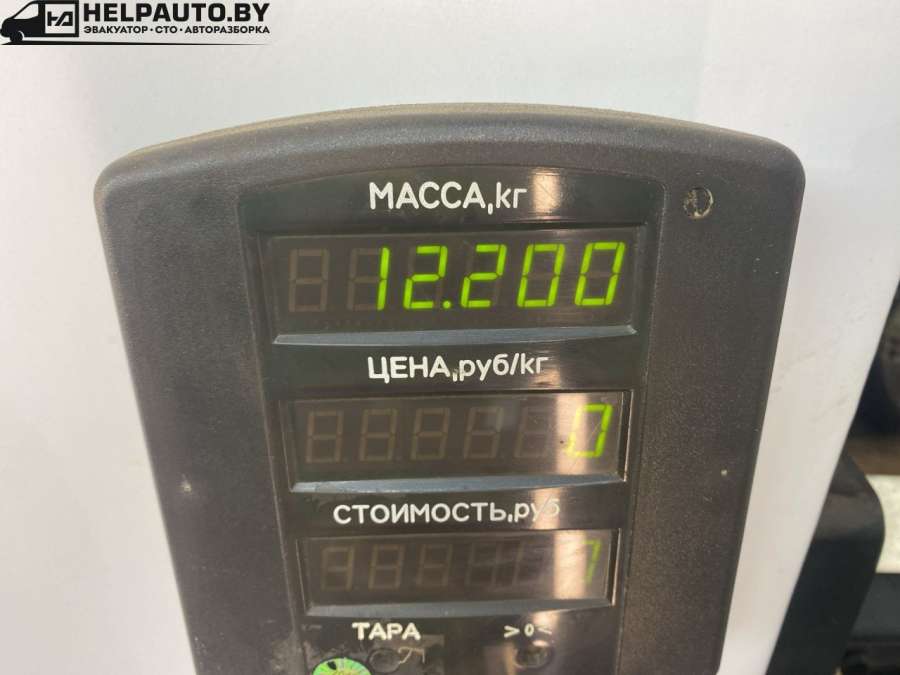 HELPAUTO.BY
ЭВАКУАТОР · СТО · АВТОРАЗБОРКА
МАССА,кг
12.200
ЦЕНА,руб/кг
0
СТОИМОСТЬ,руб
ТАРА >0<